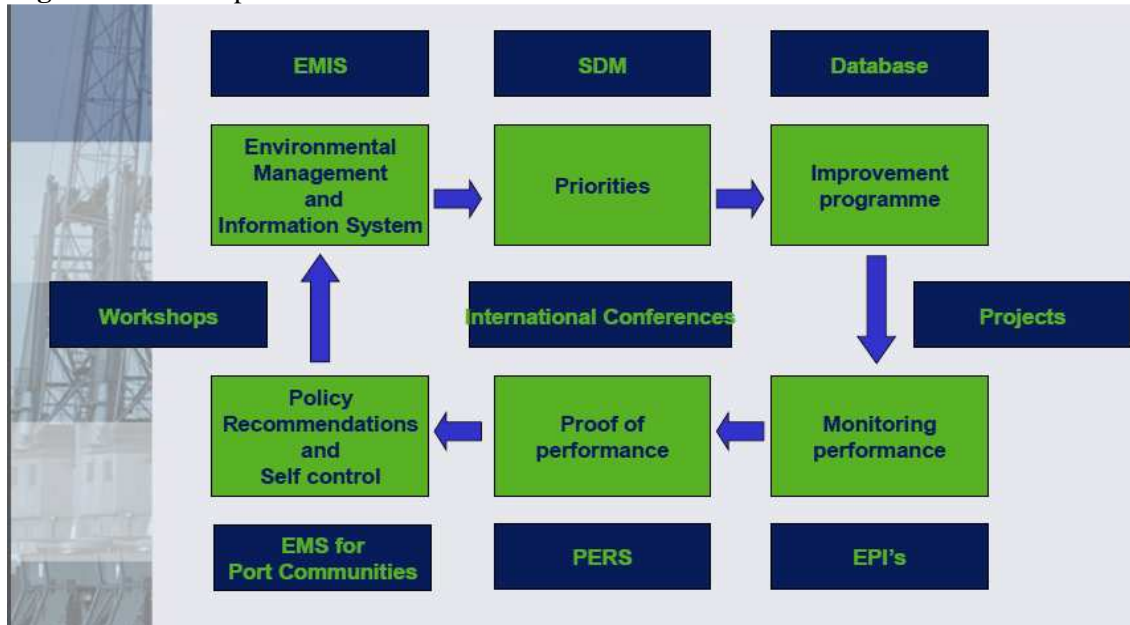 EMIS
SDM
Database
Environmental
Management
and
Information System
Priorities
Improvement
programme
Workshops
International Conferences
Projects
Policy
Recommendations
and
Self control
Proof of
performance
Monitoring
performance
EMS for
Port Communities
PERS
EPI's